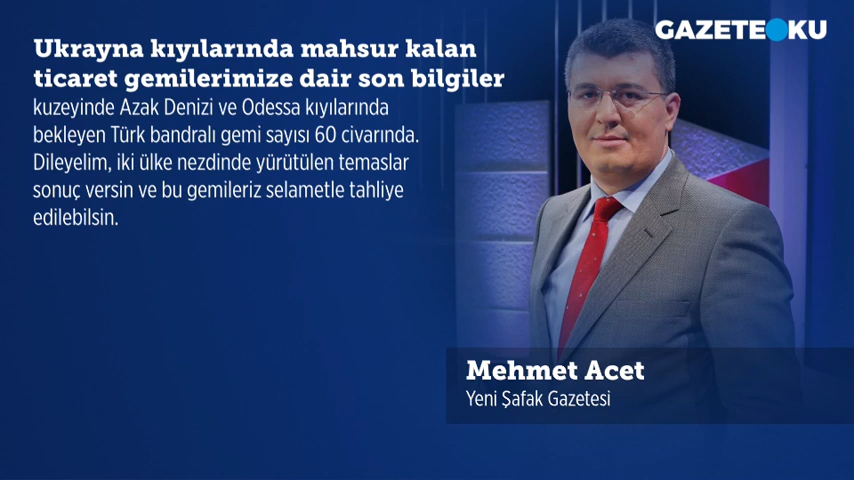 GAZETEOKU
Ukrayna kıyılarında mahsur kalan
ticaret gemilerimize dair son bilgiler
kuzeyinde Azak Denizi ve Odessa kıyılarında
bekleyen Türk bandralı gemi sayısı 60 civarında.
Dileyelim, iki ülke nezdinde yürütülen temaslar
sonuç versin ve bu gemileriz selametle tahliye
edilebilsin.
Mehmet Acet
Yeni Şafak Gazetesi